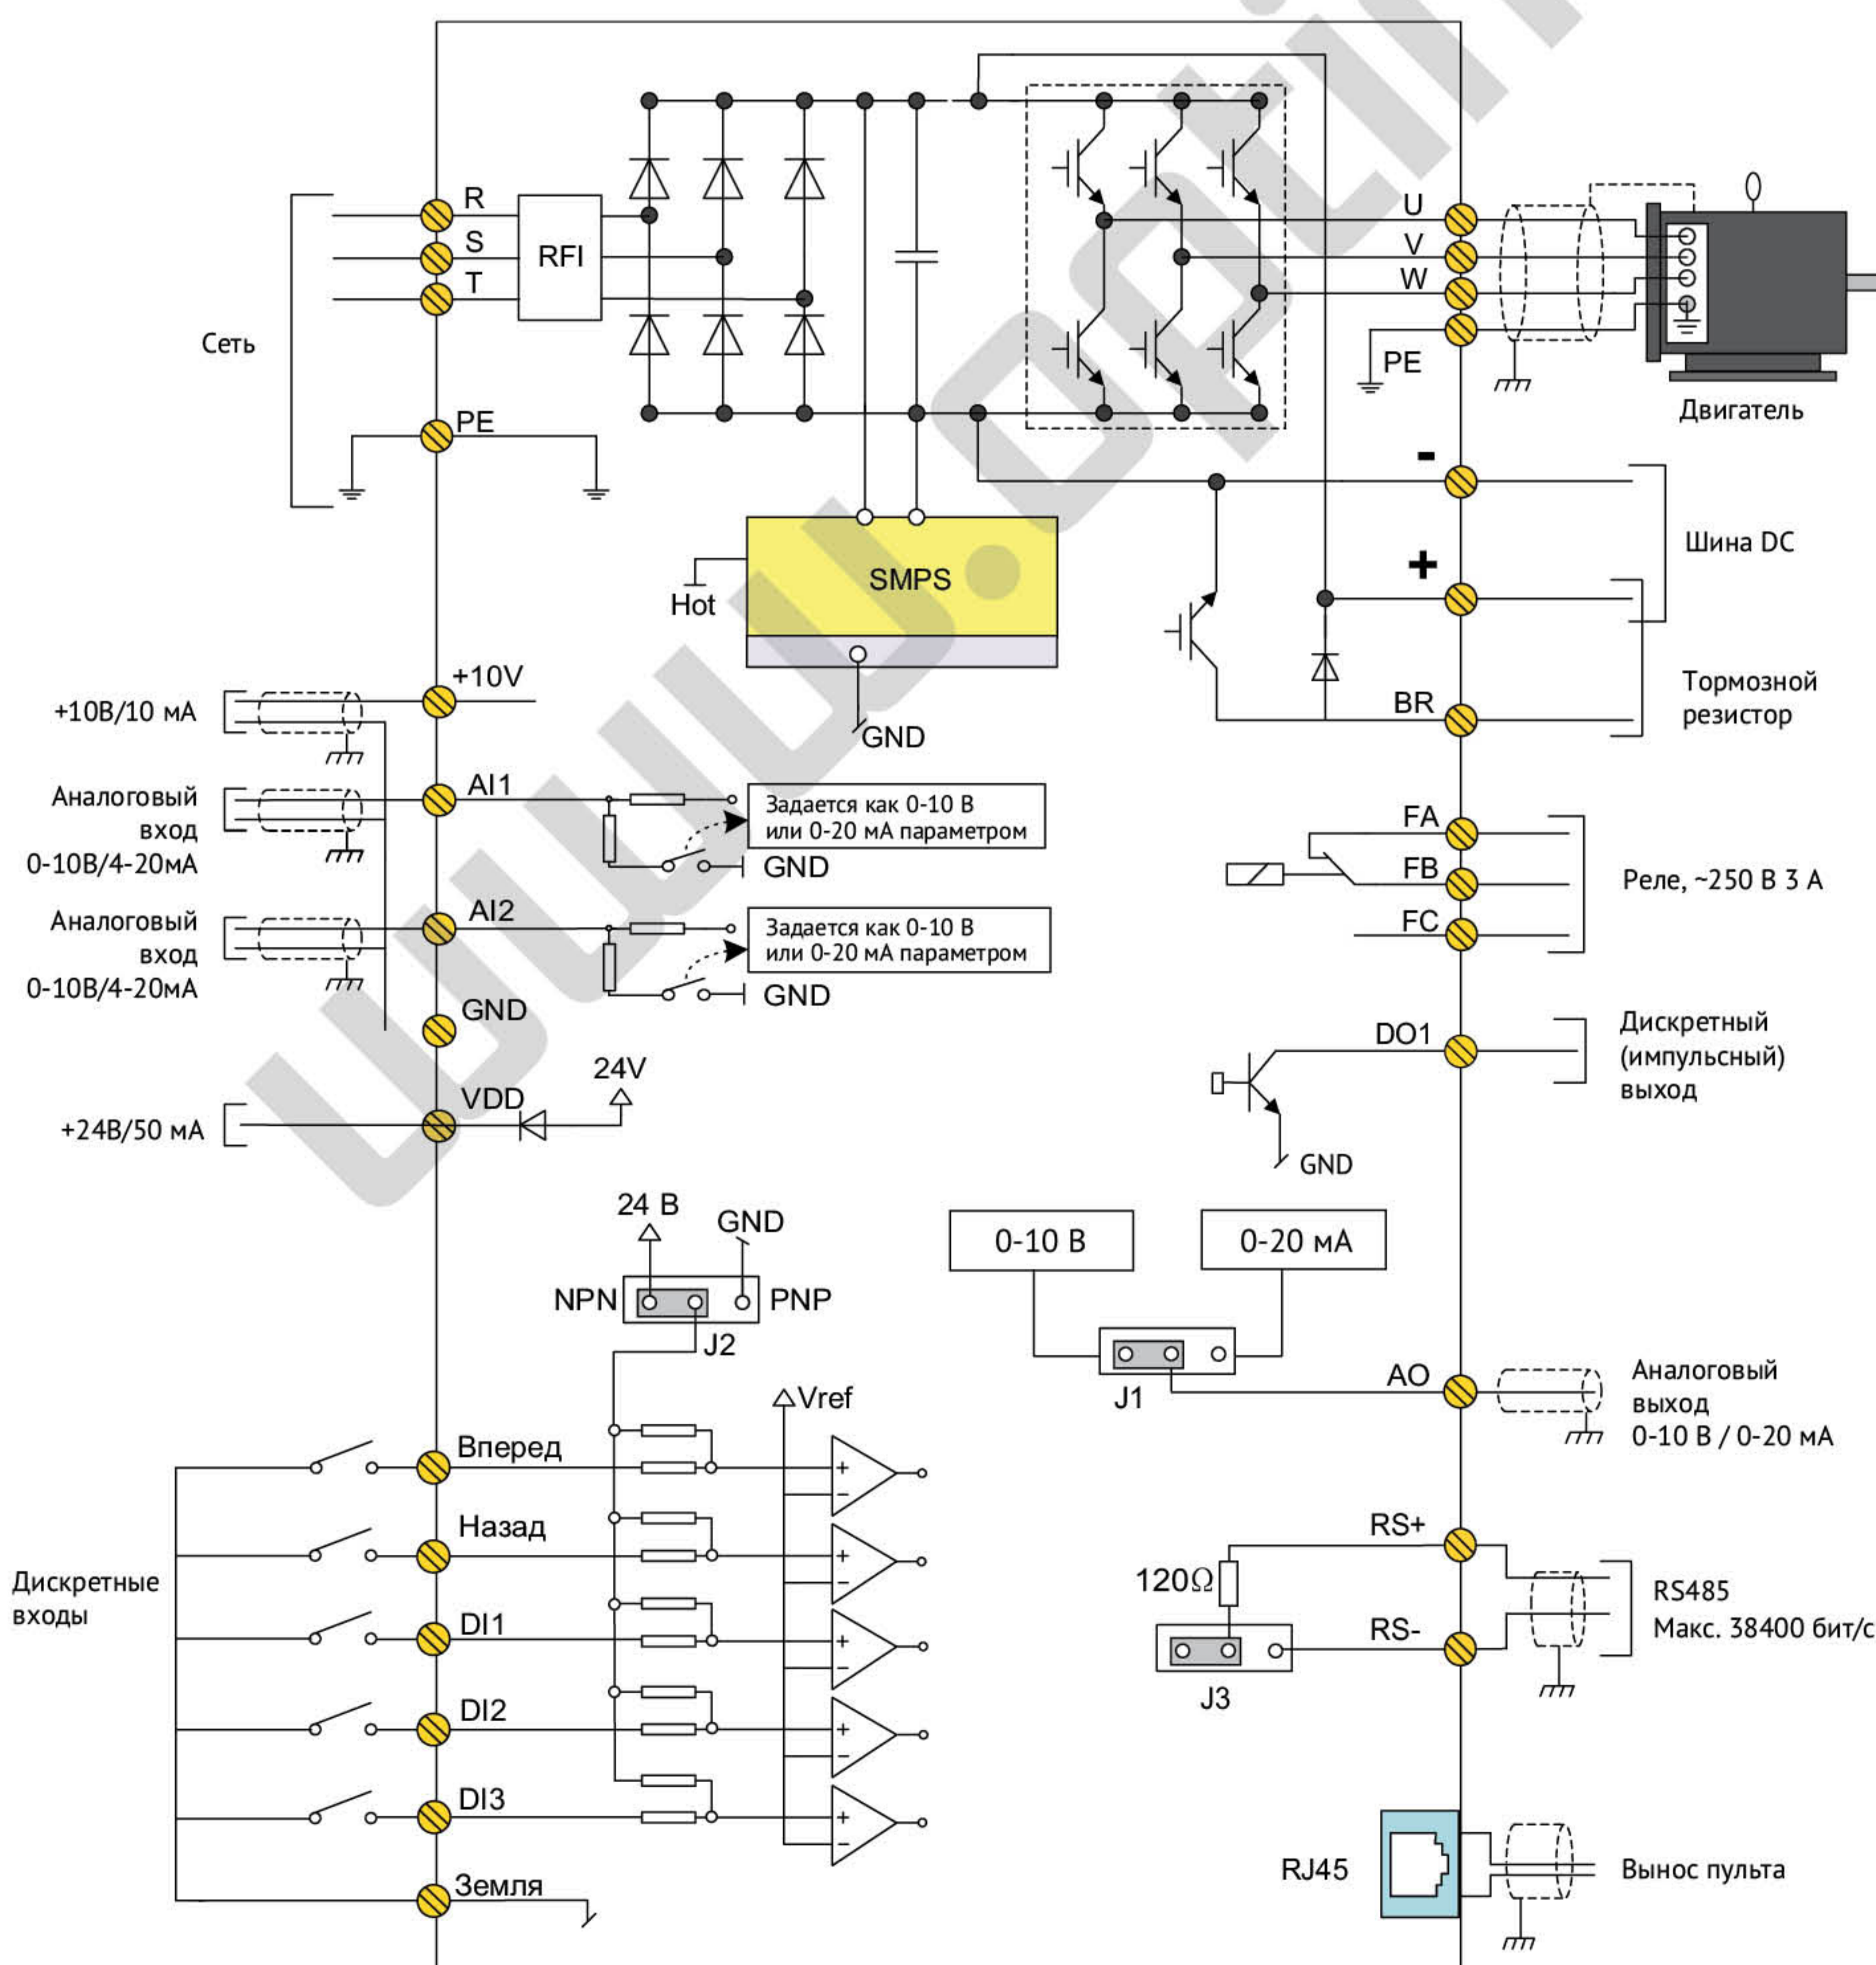 www.optim
R
S
T
RFI
Сеть
PE
U
V
W
PE
Двигатель
-
Шина DC
+
SMPS
Hot
GND
BR
Тормозной
резистор
+10V
+10В/10 мА
AI1
Аналоговый
вход
0-10В/4-20мА
Задается как 0-10 В
или 0-20 мА параметром
GND
AI2
Аналоговый
вход
0-10В/4-20мА
Задается как 0-10 В
или 0-20 мА параметром
GND
GND
FA
FB
FC
Реле, ~250 В 3 А
VDD
24V
+24В/50 мА
DO1
Дискретный
(импульсный)
выход
GND
24 В
GND
NPN
PNP
J2
0-10 В
0-20 мА
J1
AO
Аналоговый
выход
0-10 В / 0-20 мА
Vref
Вперед
+
−
Назад
+
−
DI1
+
−
DI2
+
−
DI3
+
−
Дискретные
входы
Земля
RS+
120Ω
RS-
J3
RS485
Макс. 38400 бит/с
RJ45
Вынос пульта